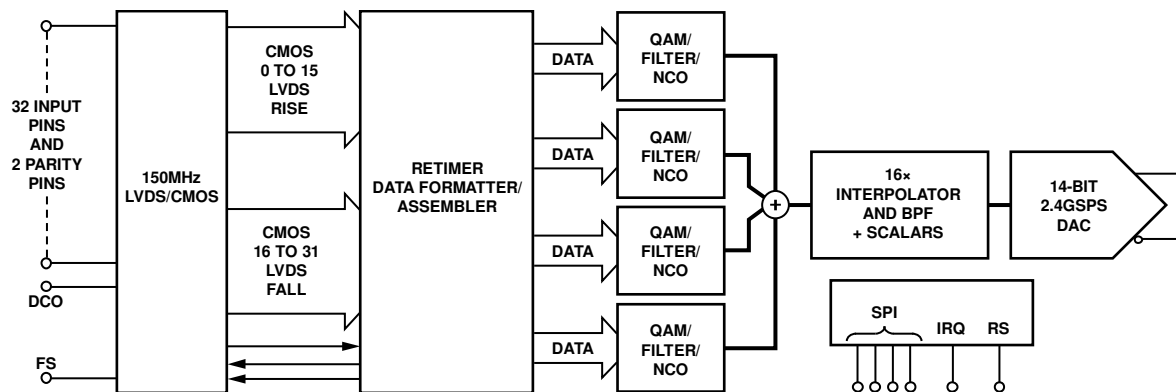 32 INPUT
PINS
AND
2 PARITY
PINS
DCO
FS
150MHz
LVDS/CMOS
CMOS
0 TO 15
LVDS
RISE
CMOS
16 TO 31
LVDS
FALL
RETIMER
DATA FORMATTER/
ASSEMBLER
DATA
DATA
DATA
DATA
QAM/
FILTER/
NCO
QAM/
FILTER/
NCO
QAM/
FILTER/
NCO
QAM/
FILTER/
NCO
+
16×
INTERPOLATOR
AND BPF
+ SCALARS
14-BIT
2.4GSPS
DAC
SPI
IRQ
RS